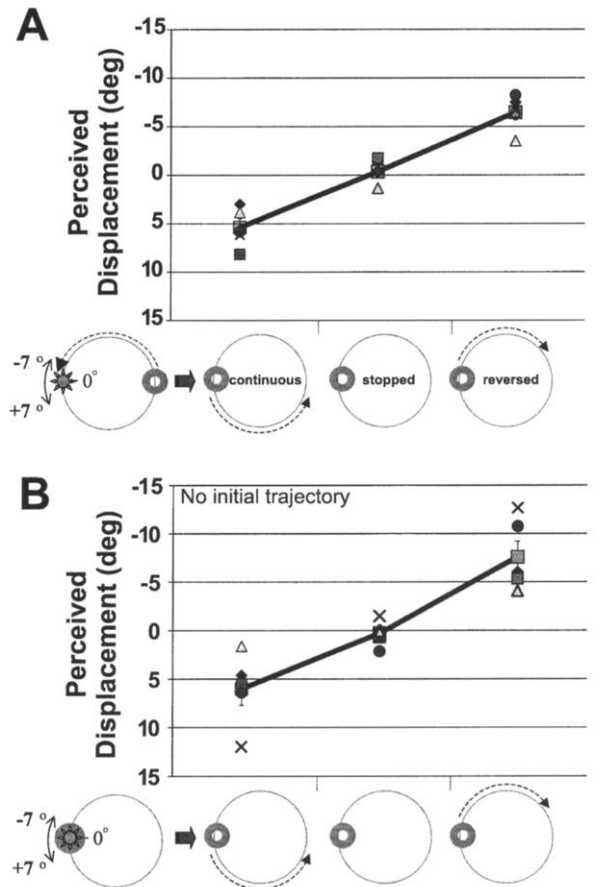 A
Perceived
Displacement (deg)
-15
-10
-5
0
5
10
15
-7 º
0°
+7 º
continuous
stopped
reversed
B
No initial trajectory
Perceived
Displacement (deg)
-15
-10
-5
0
5
10
15
-7 º
0°
+7 º